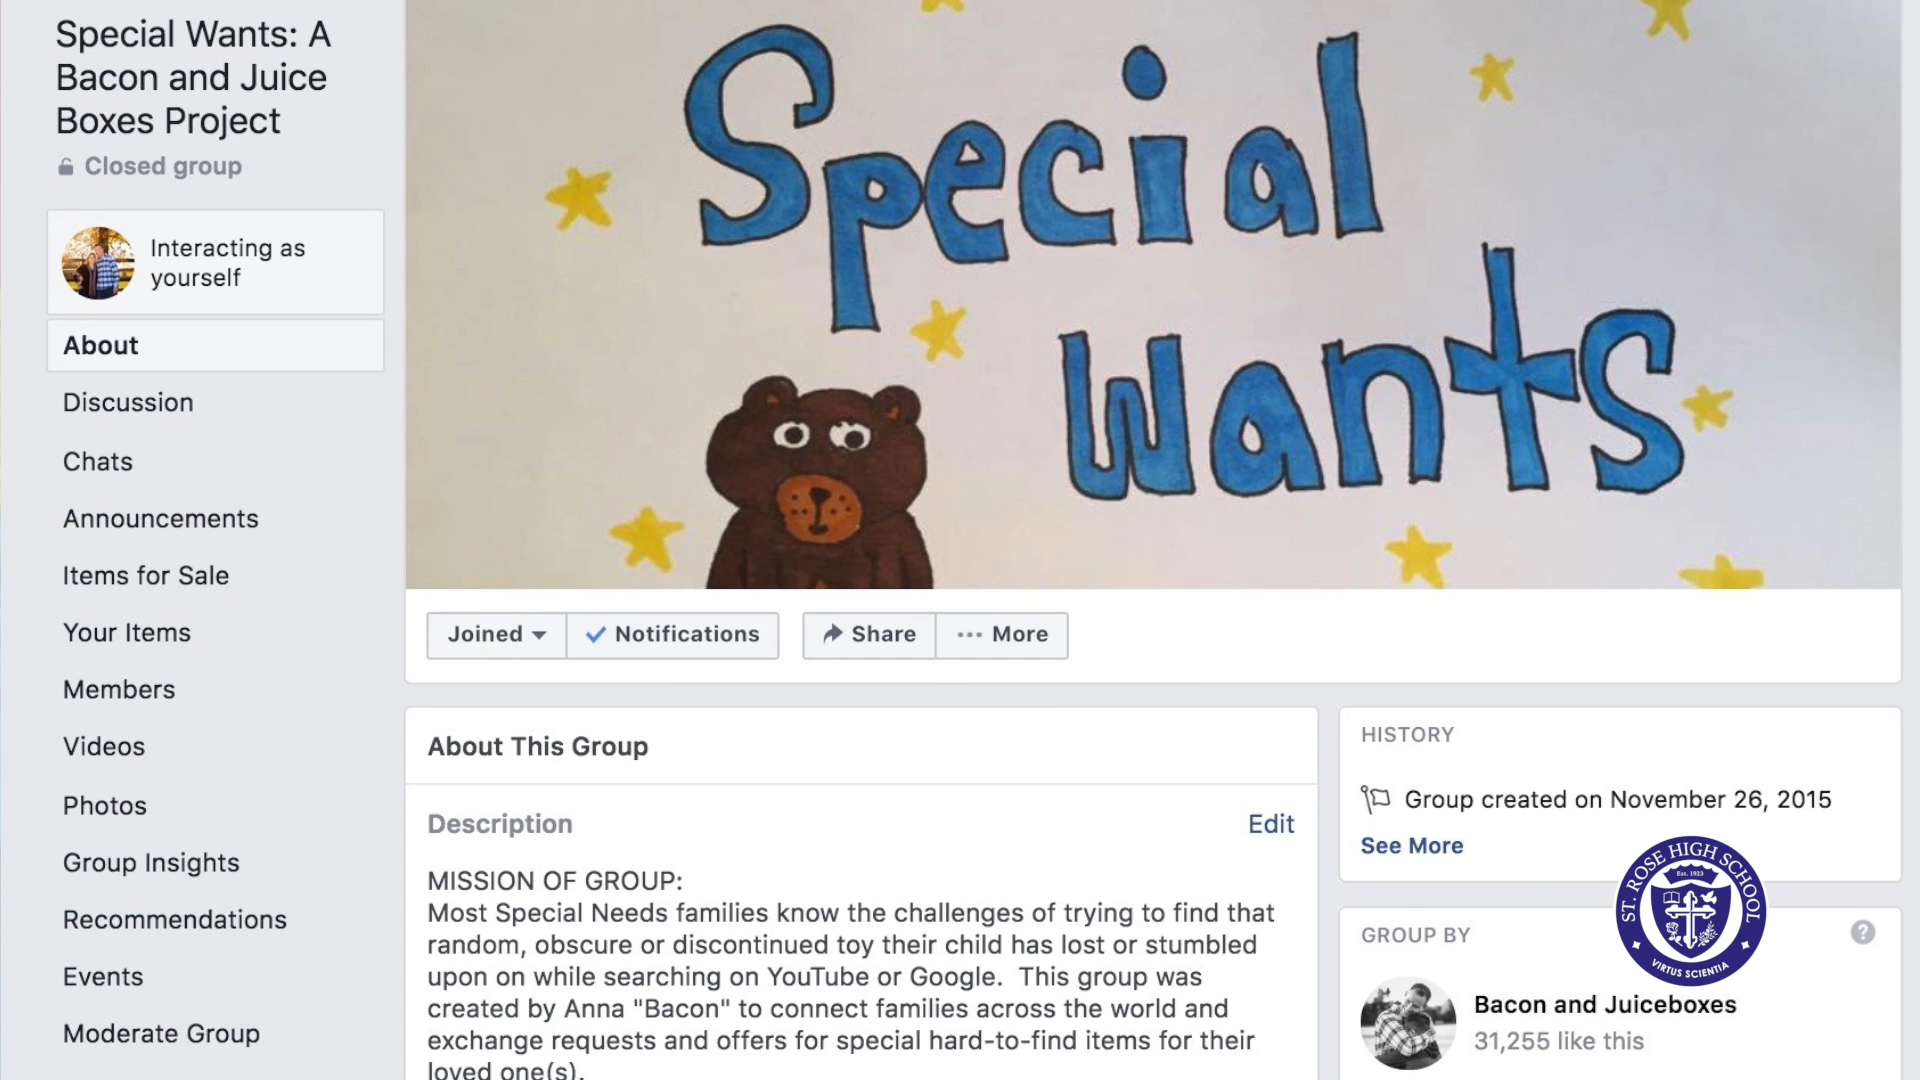 Special Wants: A
Bacon and Juice
Boxes Project
Closed group
Interacting as
yourself
About
Discussion
Chats
Announcements
Items for Sale
Your Items
Members
Videos
Photos
Group Insights
Recommendations
Events
Moderate Group
Special
Wants
Joined
Notifications
Share
More
About This Group
Description
Edit
MISSION OF GROUP:
Most Special Needs families know the challenges of trying to find that
random, obscure or discontinued toy their child has lost or stumbled
upon on while searching on YouTube or Google.  This group was
created by Anna "Bacon" to connect families across the world and
exchange requests and offers for special hard-to-find items for their
loved one(s).
HISTORY
Group created on November 26, 2015
See More
GROUP BY
?
Bacon and Juiceboxes
31,255 like this
ST. ROSE HIGH SCHOOL
Est. 1923
VIRTUS SCIENTIA